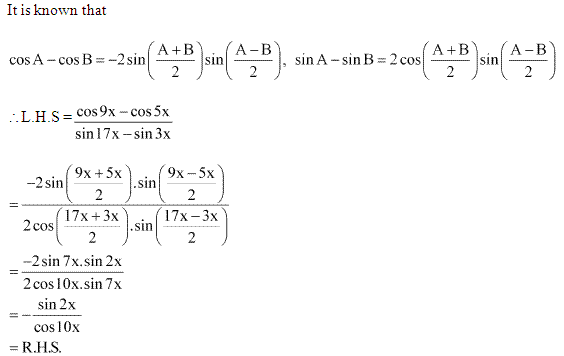 It is known that
cos A − cos B = −2 sin((A+B)/2) sin((A−B)/2), sin A − sin B = 2 cos((A+B)/2) sin((A−B)/2)
∴ L.H.S = (cos 9x − cos 5x)/(sin 17x − sin 3x)
= (−2 sin((9x+5x)/2) . sin((9x−5x)/2))/(2 cos((17x+3x)/2) . sin((17x−3x)/2))
= (−2 sin 7x. sin 2x)/(2 cos 10x. sin 7x)
= − (sin 2x)/(cos 10x)
= R.H.S.